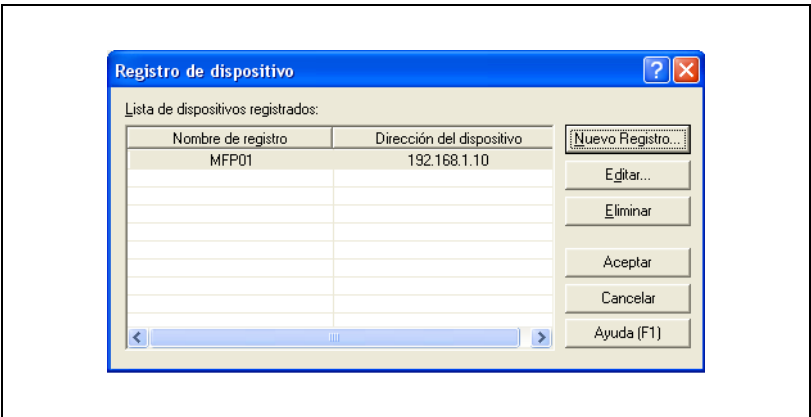 Registro de dispositivo
Lista de dispositivos registrados:
Nombre de registro Dirección del dispositivo
MFP01 192.168.1.10
Nuevo Registro...
Editar...
Eliminar
Aceptar
Cancelar
Ayuda (F1)